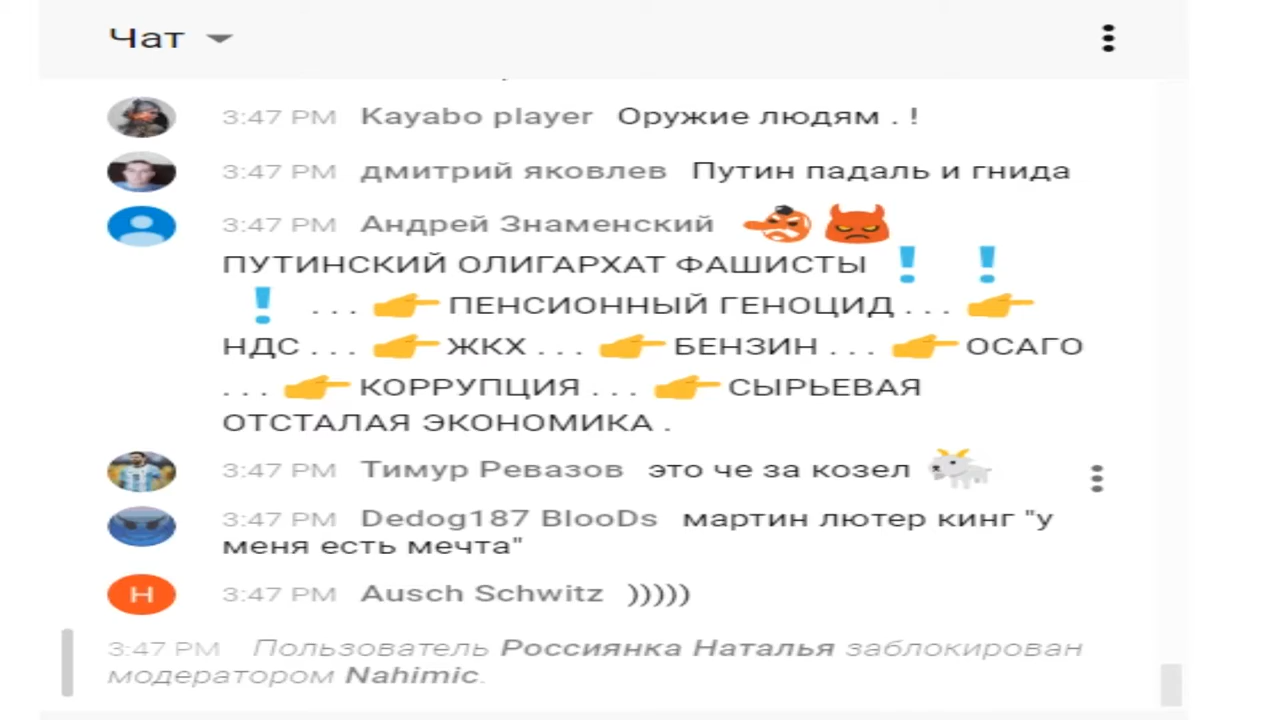 Чат
3:47 PM Kayabo player Оружие людям . !
3:47 PM дмитрий яковлев Путин падаль и гнида
3:47 PM Андрей Знаменский 👺 👿
ПУТИНСКИЙ ОЛИГАРХАТ ФАШИСТЫ ❗ ❗
❗ . . . 👉 ПЕНСИОННЫЙ ГЕНОЦИД . . . 👉
НДС . . . 👉 ЖКХ . . . 👉 БЕНЗИН . . . 👉 ОСАГО
. . . 👉 КОРРУПЦИЯ . . . 👉 СЫРЬЕВАЯ
ОТСТАЛАЯ ЭКОНОМИКА .
3:47 PM Тимур Ревазов это че за козел 🐐
3:47 PM Dedog187 BlooDs мартин лютер кинг "у
меня есть мечта"
H 3:47 PM Ausch Schwitz )))))
3:47 PM Пользователь Россиянка Наталья заблокирован
модератором Nahimic.